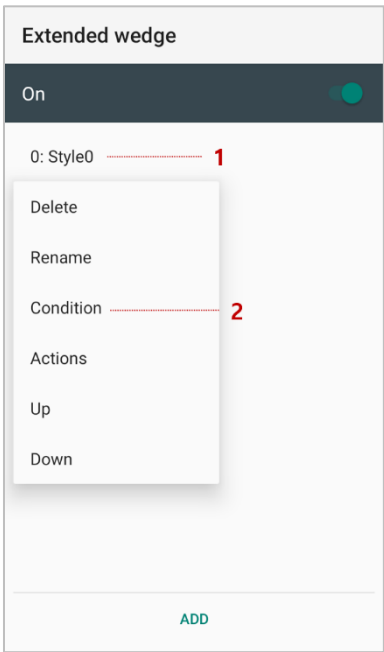 Extended wedge
On
0: Style0 1
Delete
Rename
Condition 2
Actions
Up
Down
ADD